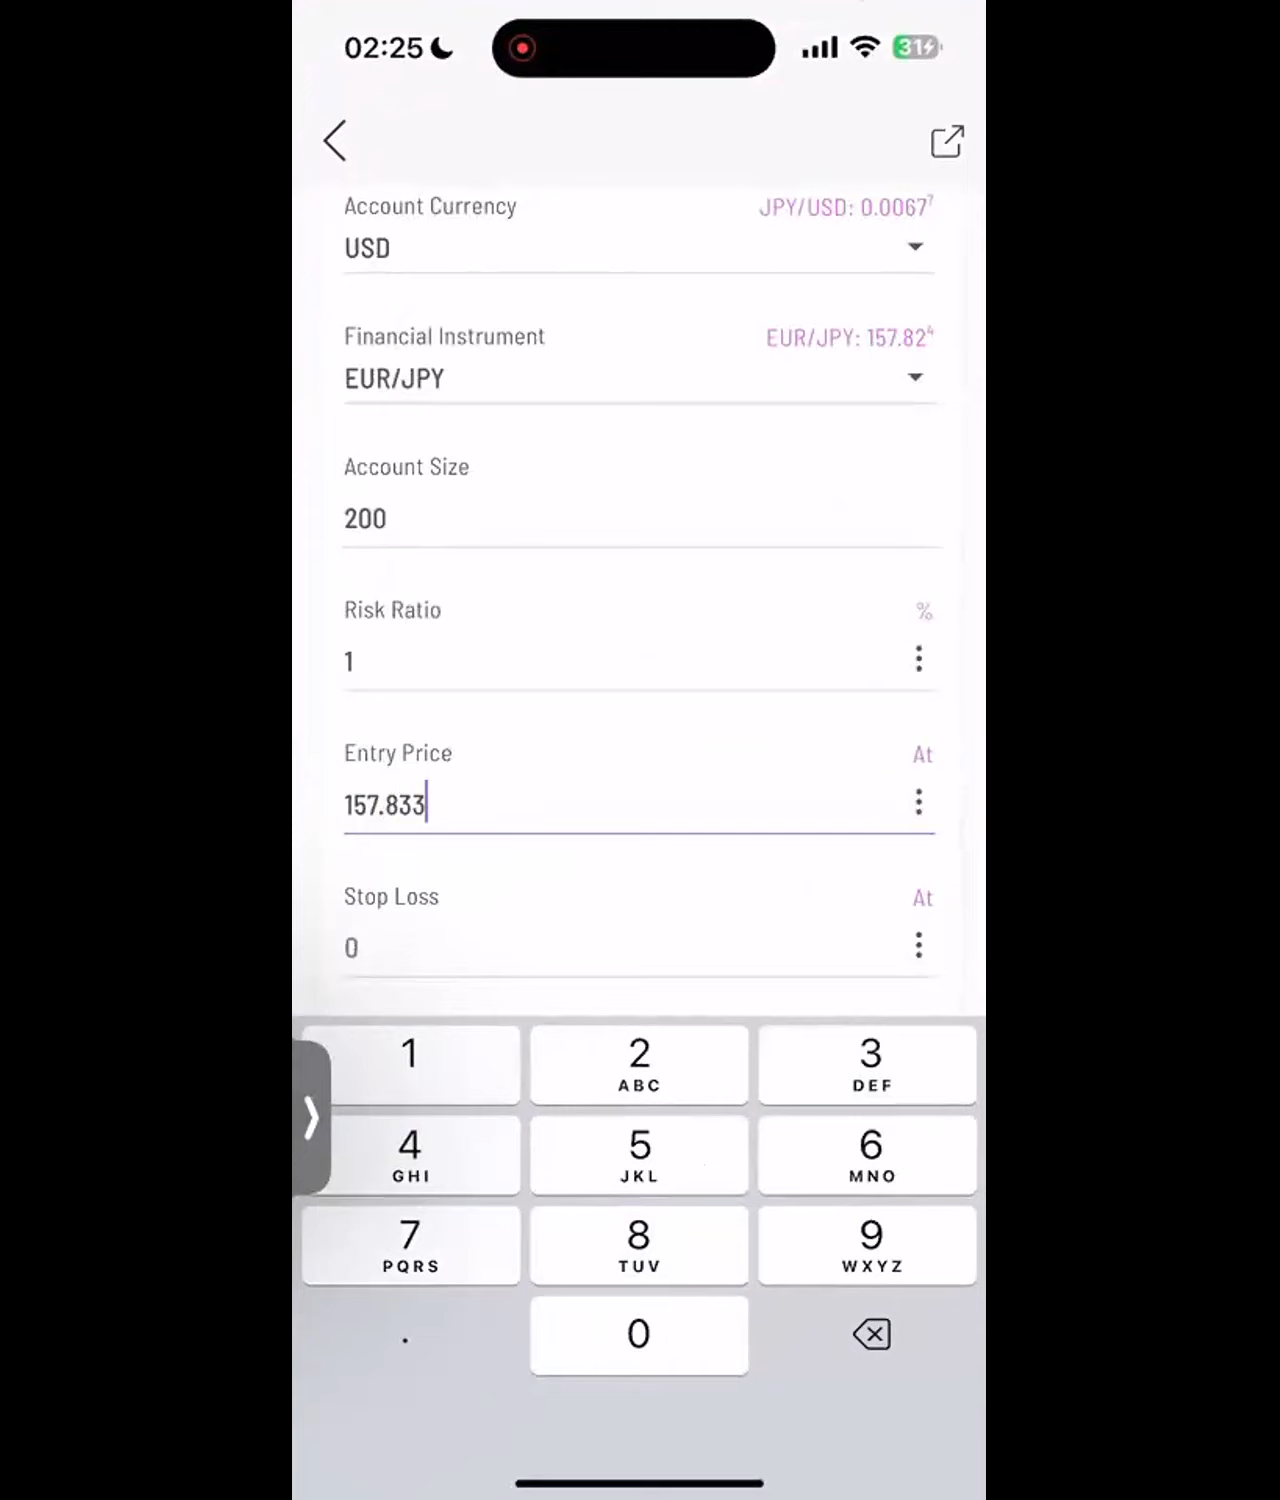 02:25
31
Account Currency
JPY/USD: 0.0067⁷
USD
Financial Instrument
EUR/JPY: 157.82⁴
EUR/JPY
Account Size
200
Risk Ratio
%
1
Entry Price
At
157.833
Stop Loss
At
0
1
2
ABC
3
DEF
4
GHI
5
JKL
6
MNO
7
PQRS
8
TUV
9
WXYZ
.
0